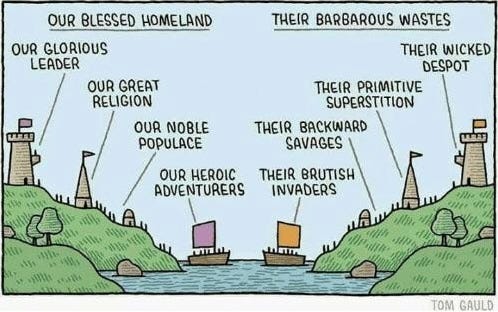 OUR BLESSED HOMELAND
OUR GLORIOUS
LEADER
OUR GREAT
RELIGION
OUR NOBLE
POPULACE
OUR HEROIC
ADVENTURERS
THEIR BARBAROUS WASTES
THEIR WICKED
DESPOT
THEIR PRIMITIVE
SUPERSTITION
THEIR BACKWARD
SAVAGES
THEIR BRUTISH
INVADERS
TOM GAULD